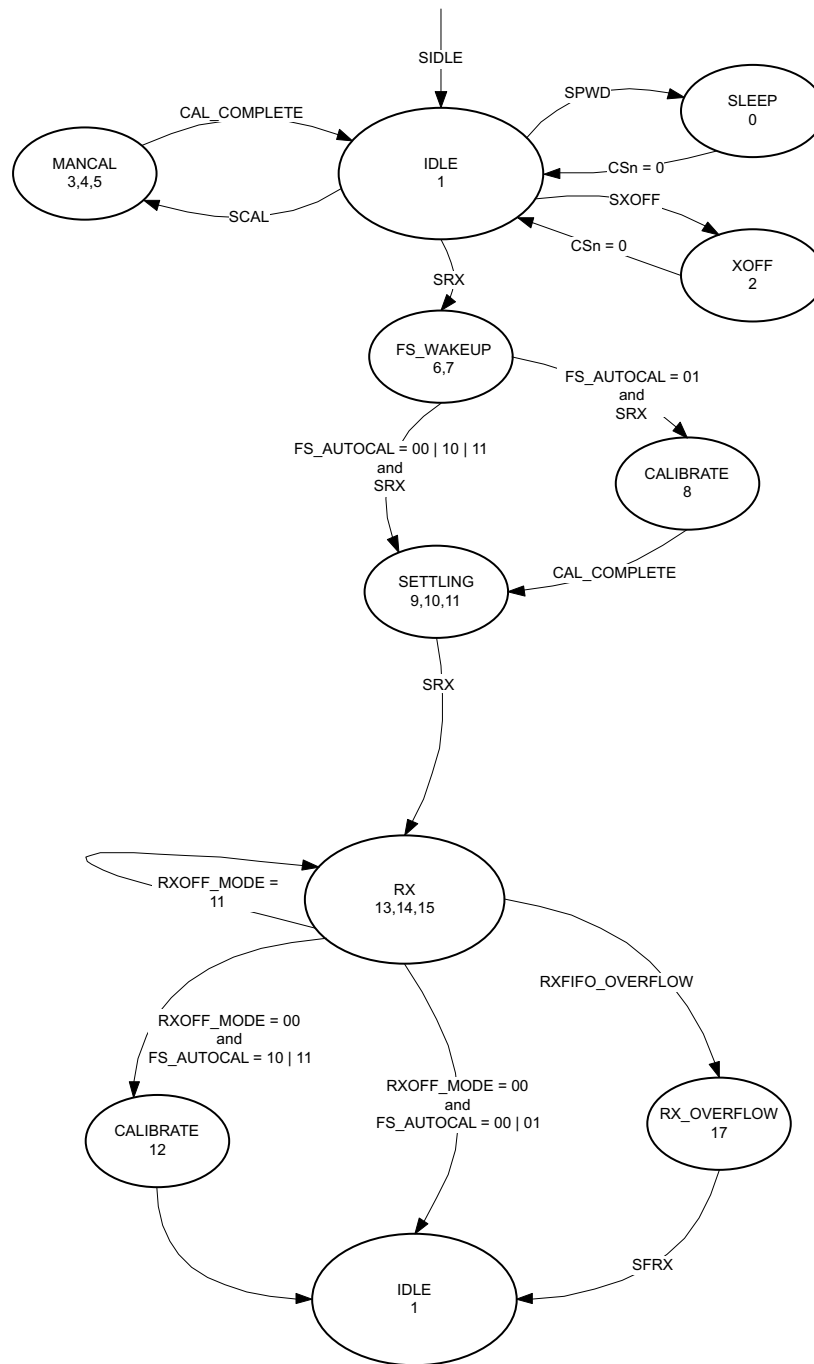 SIDLE
SPWD
SLEEP
0
CAL_COMPLETE
MANCAL
3,4,5
IDLE
1
CSn = 0
SCAL
SXOFF
CSn = 0
XOFF
2
SRX
FS_WAKEUP
6,7
FS_AUTOCAL = 01
and
SRX
FS_AUTOCAL = 00 | 10 | 11
and
SRX
CALIBRATE
8
CAL_COMPLETE
SETTLING
9,10,11
SRX
RXOFF_MODE =
11
RX
13,14,15
RXFIFO_OVERFLOW
RXOFF_MODE = 00
and
FS_AUTOCAL = 10 | 11
RXOFF_MODE = 00
and
FS_AUTOCAL = 00 | 01
CALIBRATE
12
RX_OVERFLOW
17
SFRX
IDLE
1